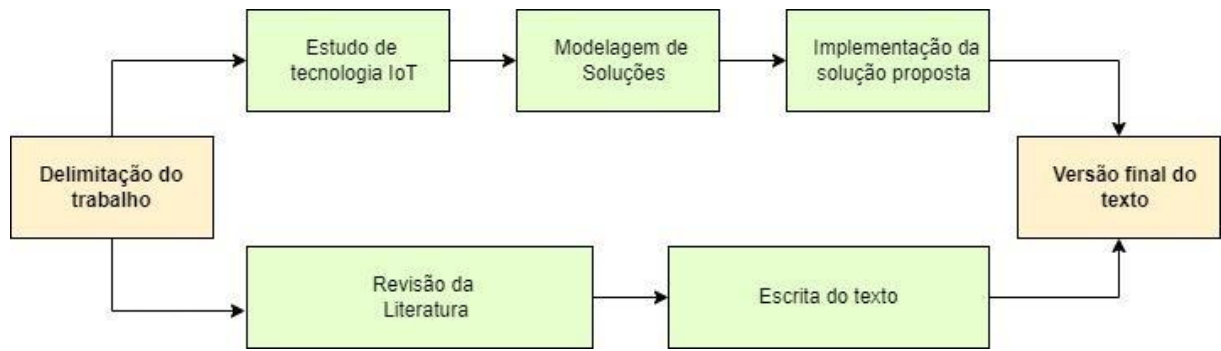 Estudo de
tecnologia IoT
Modelagem de
Soluções
Implementação da
solução proposta
Delimitação do
trabalho
Versão final do
texto
Revisão da
Literatura
Escrita do texto